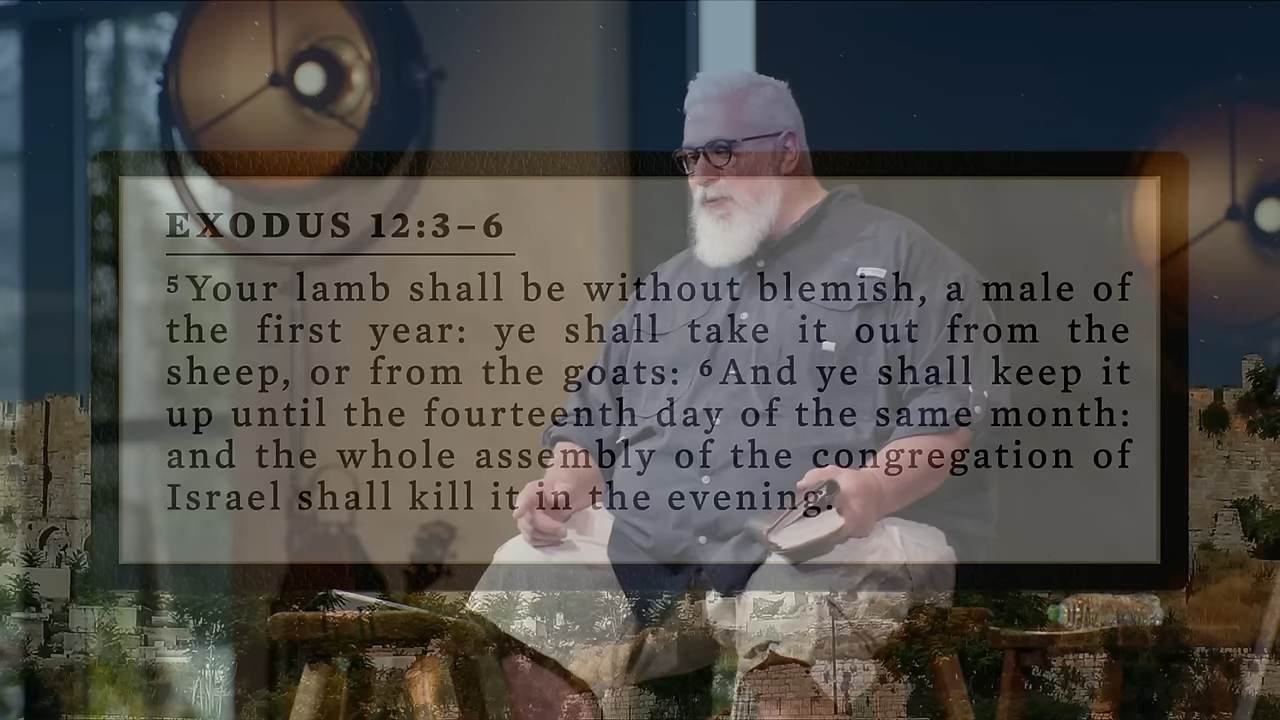 EXODUS 12:3–6
⁵Your lamb shall be without blemish, a male of
the first year: ye shall take it out from the
sheep, or from the goats: ⁶And ye shall keep it
up until the fourteenth day of the same month:
and the whole assembly of the congregation of
Israel shall kill it in the evening.